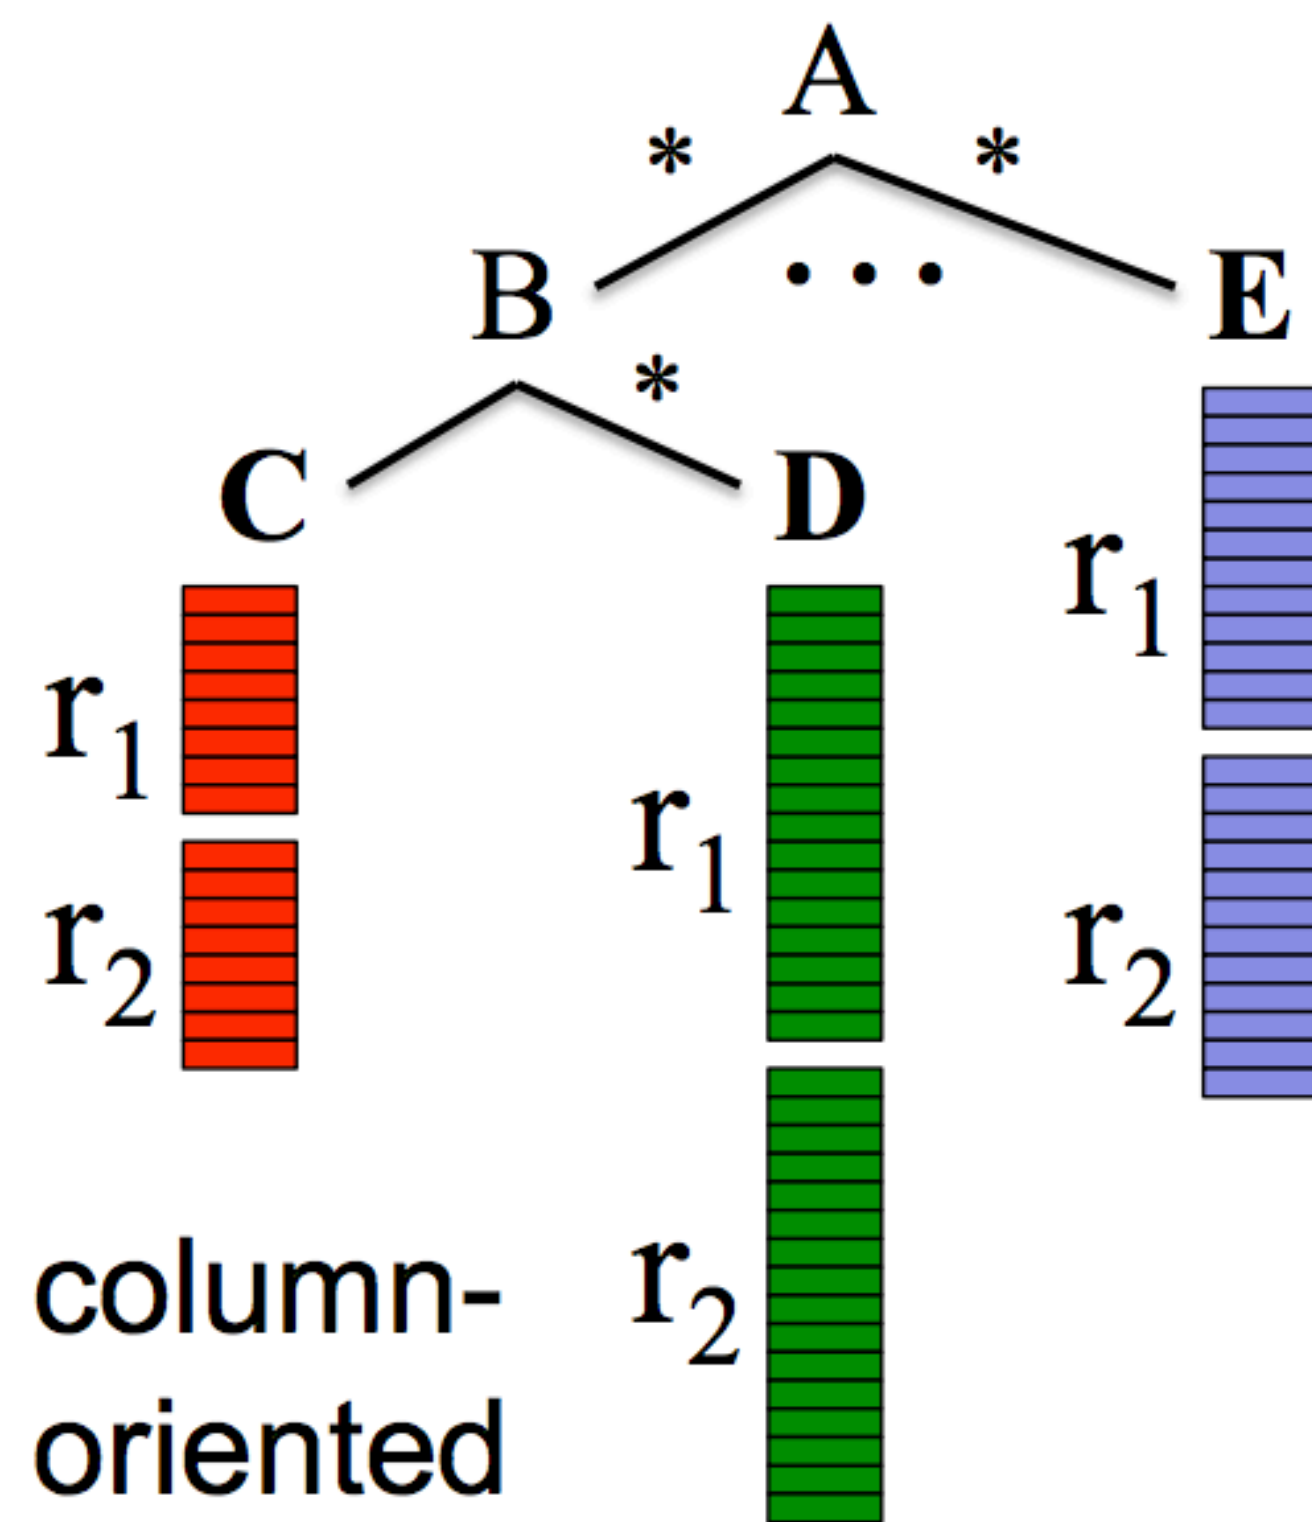 A
* *
B . . . E
*
C D
r₁
r₁
r₁
r₂
r₂
r₂
column-
oriented